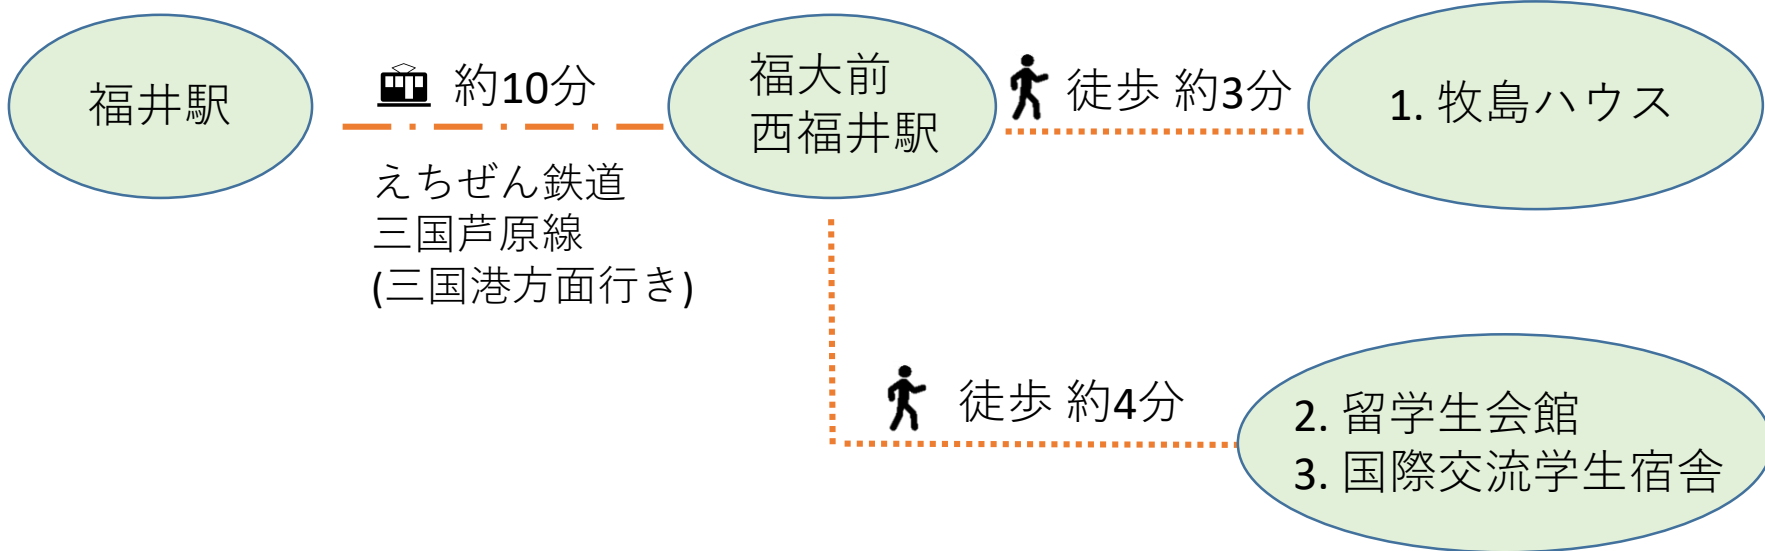 福井駅
約10分
えちぜん鉄道
三国芦原線
(三国港方面行き)
福大前
西福井駅
徒歩 約3分
1. 牧島ハウス
徒歩 約4分
2. 留学生会館
3. 国際交流学生宿舎